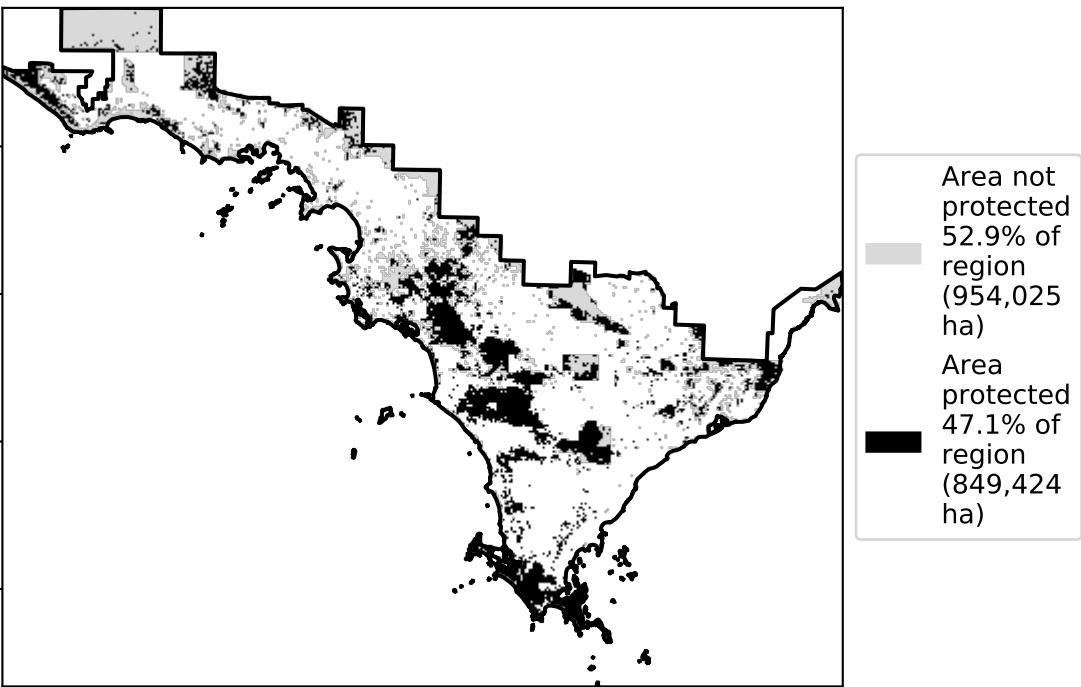 Area not
protected
52.9% of
region
(954,025
ha)
Area
protected
47.1% of
region
(849,424
ha)